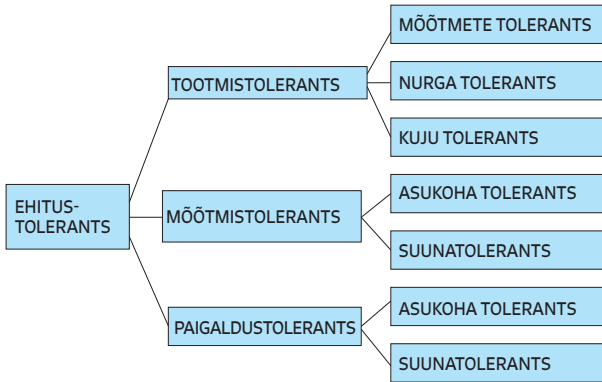 EHITUS-
TOLERANTS
TOOTMISTOLERANTS
MÕÕTMETE TOLERANTS
NURGA TOLERANTS
KUJU TOLERANTS
MÕÕTMISTOLERANTS
ASUKOHA TOLERANTS
SUUNATOLERANTS
PAIGALDUSTOLERANTS
ASUKOHA TOLERANTS
SUUNATOLERANTS